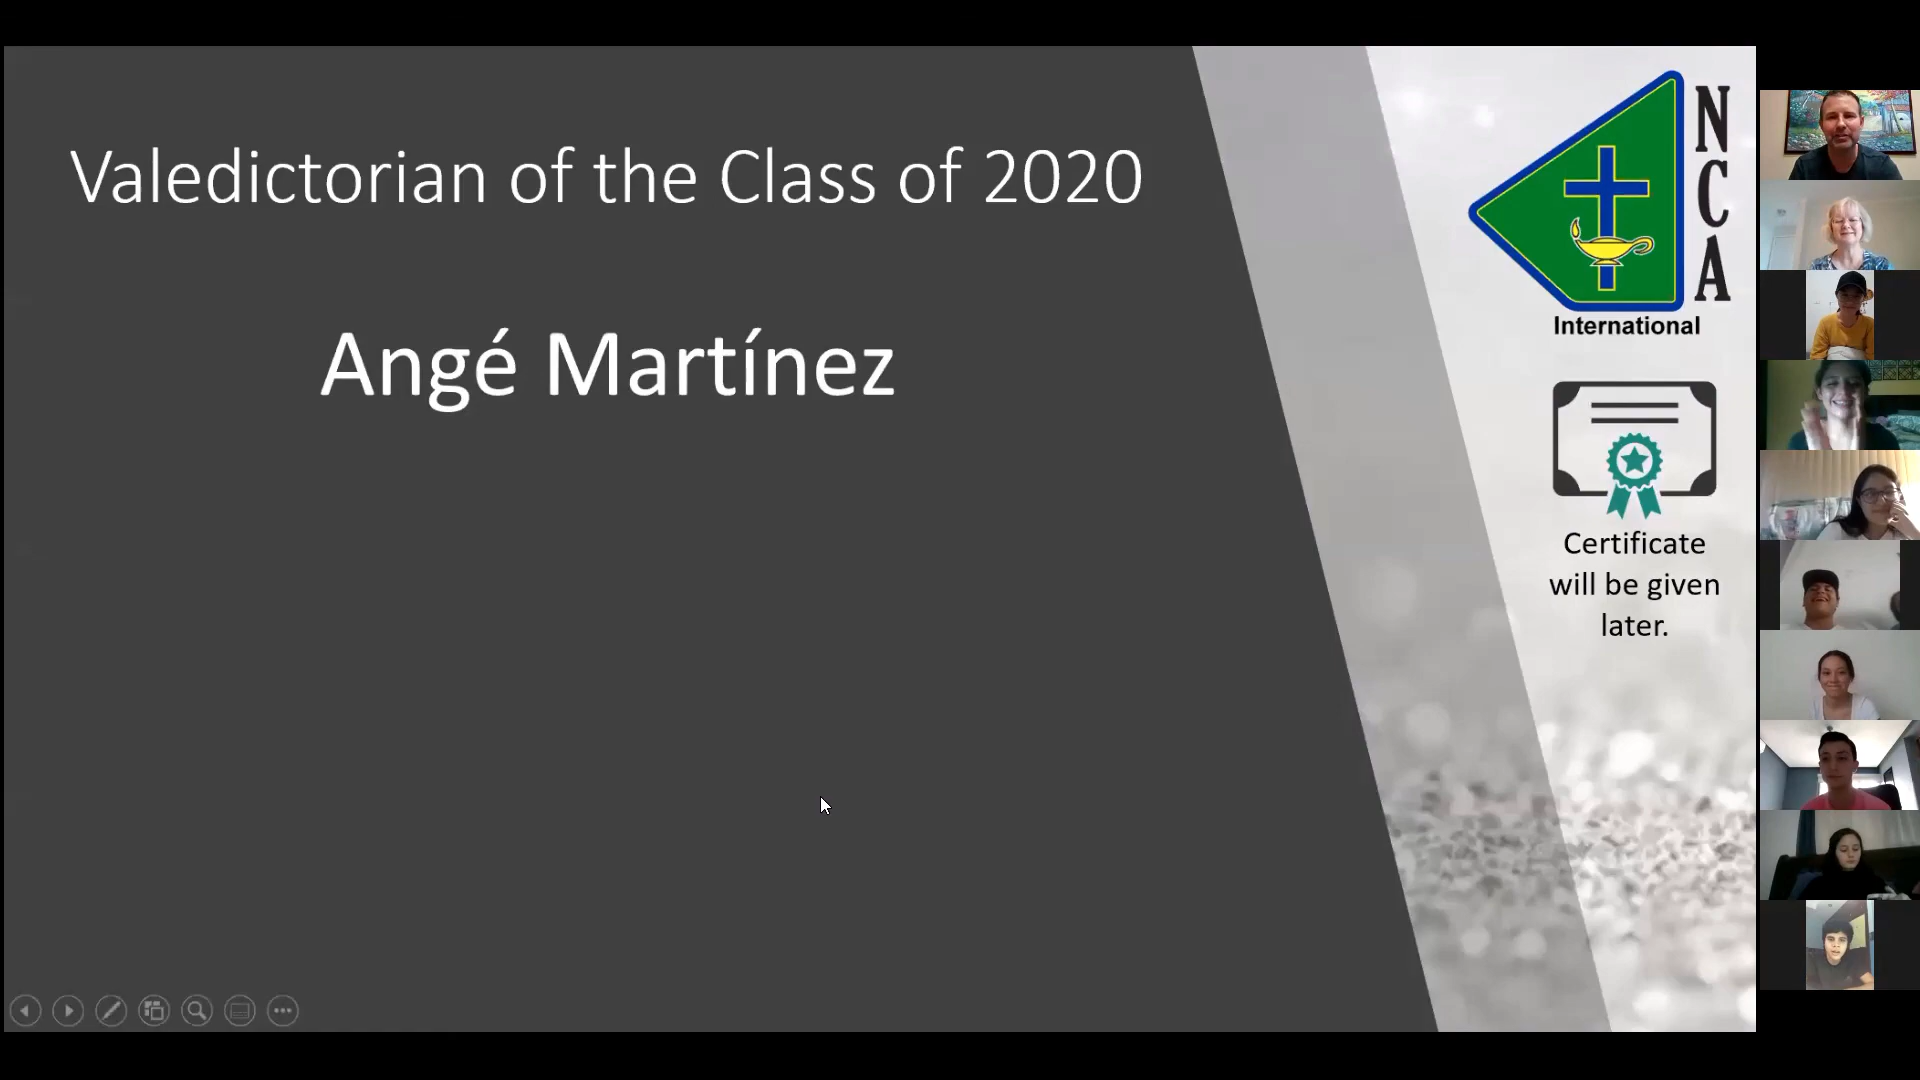 Valedictorian of the Class of 2020
Angé Martínez
NCA
International
Certificate
will be given
later.